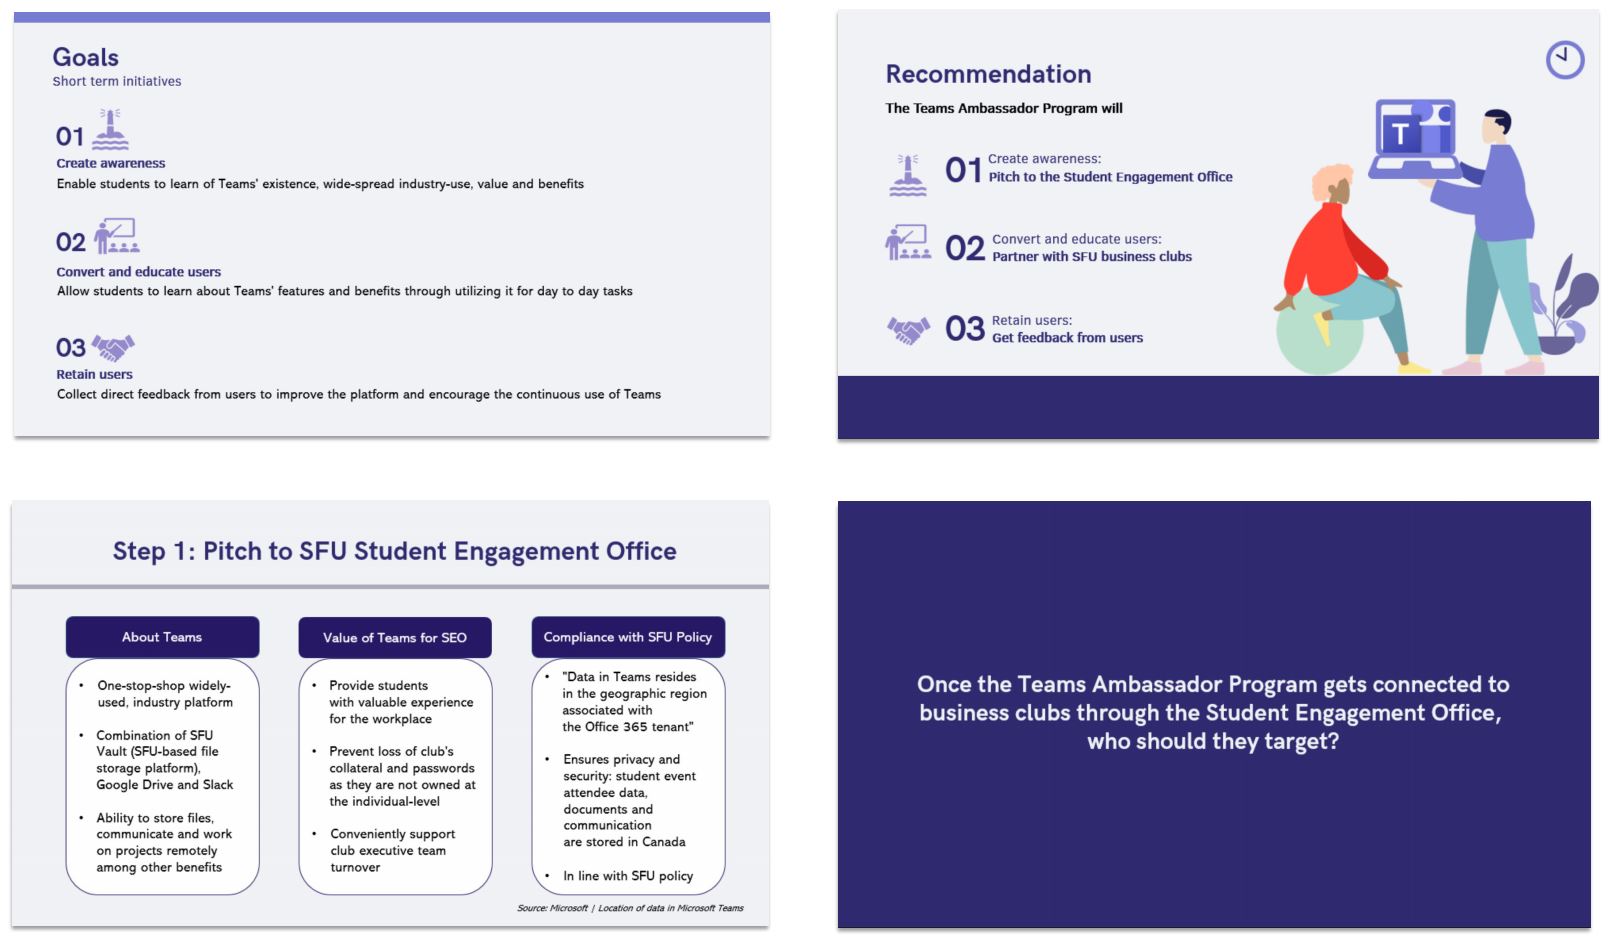 Goals
Short term initiatives
01
Create awareness
Enable students to learn of Teams' existence, wide-spread industry-use, value and benefits
02
Convert and educate users
Allow students to learn about Teams' features and benefits through utilizing it for day to day tasks
03
Retain users
Collect direct feedback from users to improve the platform and encourage the continuous use of Teams
Recommendation
The Teams Ambassador Program will
01
Create awareness:
Pitch to the Student Engagement Office
02
Convert and educate users:
Partner with SFU business clubs
03
Retain users:
Get feedback from users
T
Step 1: Pitch to SFU Student Engagement Office
About Teams
• One-stop-shop widely-
used, industry platform
• Combination of SFU
Vault (SFU-based file
storage platform),
Google Drive and Slack
• Ability to store files,
communicate and work
on projects remotely
among other benefits
Value of Teams for SEO
• Provide students
with valuable experience
for the workplace
• Prevent loss of club's
collateral and passwords
as they are not owned at
the individual-level
• Conveniently support
club executive team
turnover
Compliance with SFU Policy
• "Data in Teams resides
in the geographic region
associated with
the Office 365 tenant"
• Ensures privacy and
security: student event
attendee data,
documents and
communication
are stored in Canada
• In line with SFU policy
Source: Microsoft | Location of data in Microsoft Teams
Once the Teams Ambassador Program gets connected to
business clubs through the Student Engagement Office,
who should they target?